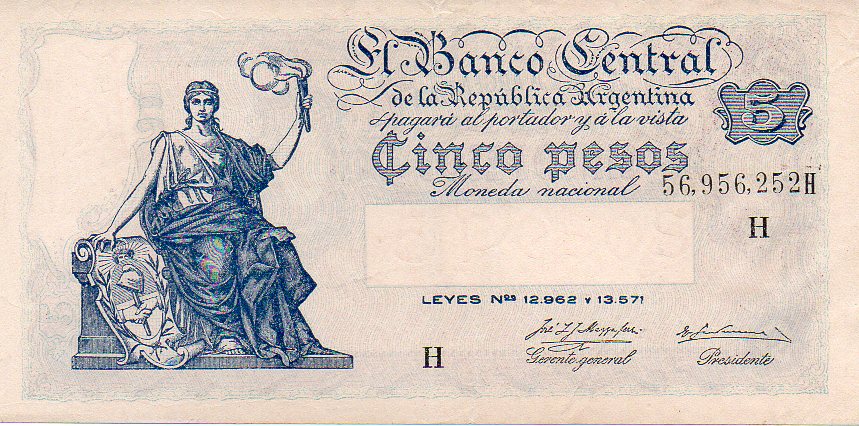 El Banco Central
de la República Argentina
pagará al portador y á la vista
5
Cinco pesos
Moneda nacional
56,956,252H
H
LEYES Nos 12.962 Y 13.571
H
Gerente general
Presidente